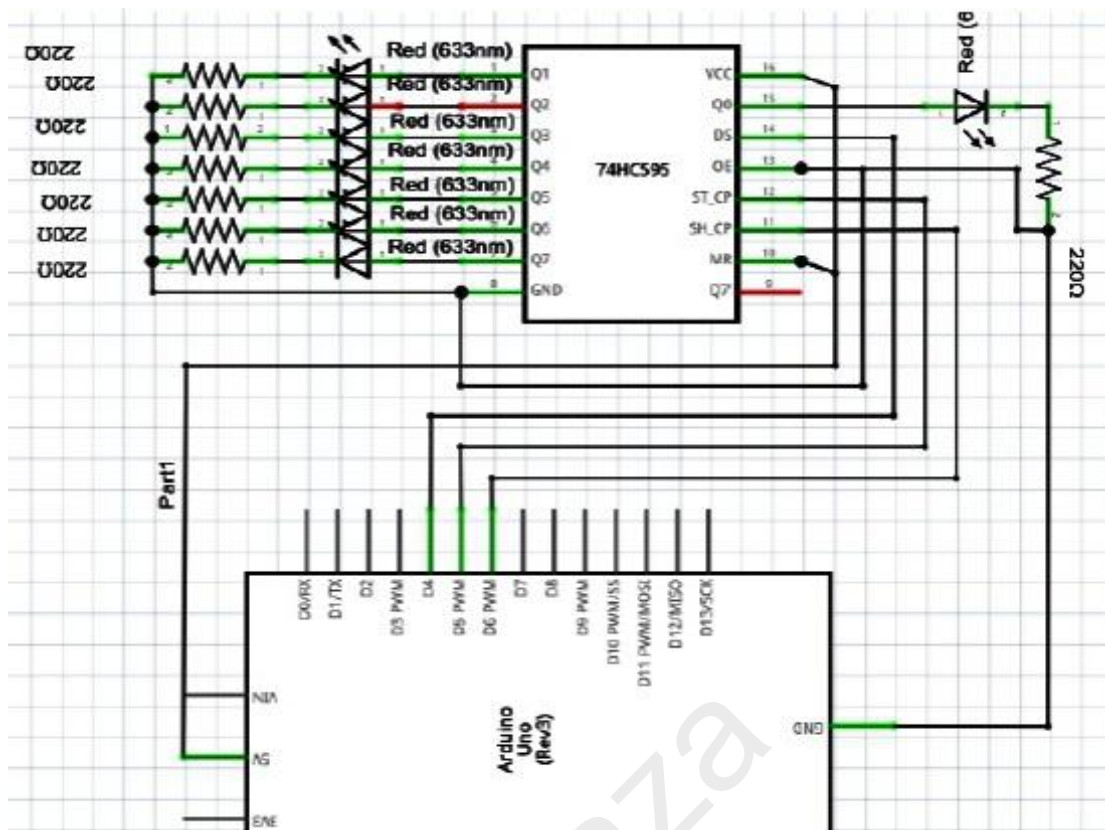 220Ω
220Ω
220Ω
220Ω
220Ω
220Ω
220Ω
Red (633nm)
Red (633nm)
Red (633nm)
Red (633nm)
Red (633nm)
Red (633nm)
Red (633nm)
Q1
Q2
Q3
Q4
Q5
Q6
Q7
GND
8
74HC595
VCC 16
Q0 15
DS 14
OE 13
ST_CP 12
SH_CP 11
MR 10
Q7' 9
Red (6
220Ω
Part1
D0/RX
D1/TX
D2
D3 PWM
D4
D5 PWM
D6 PWM
D7
D8
D9 PWM
D10 PWM/SS
D11 PWM/MOSI
D12/MISO
D13/SCK
VIN
5V
3V3
Arduino
Uno
(Rev3)
GND